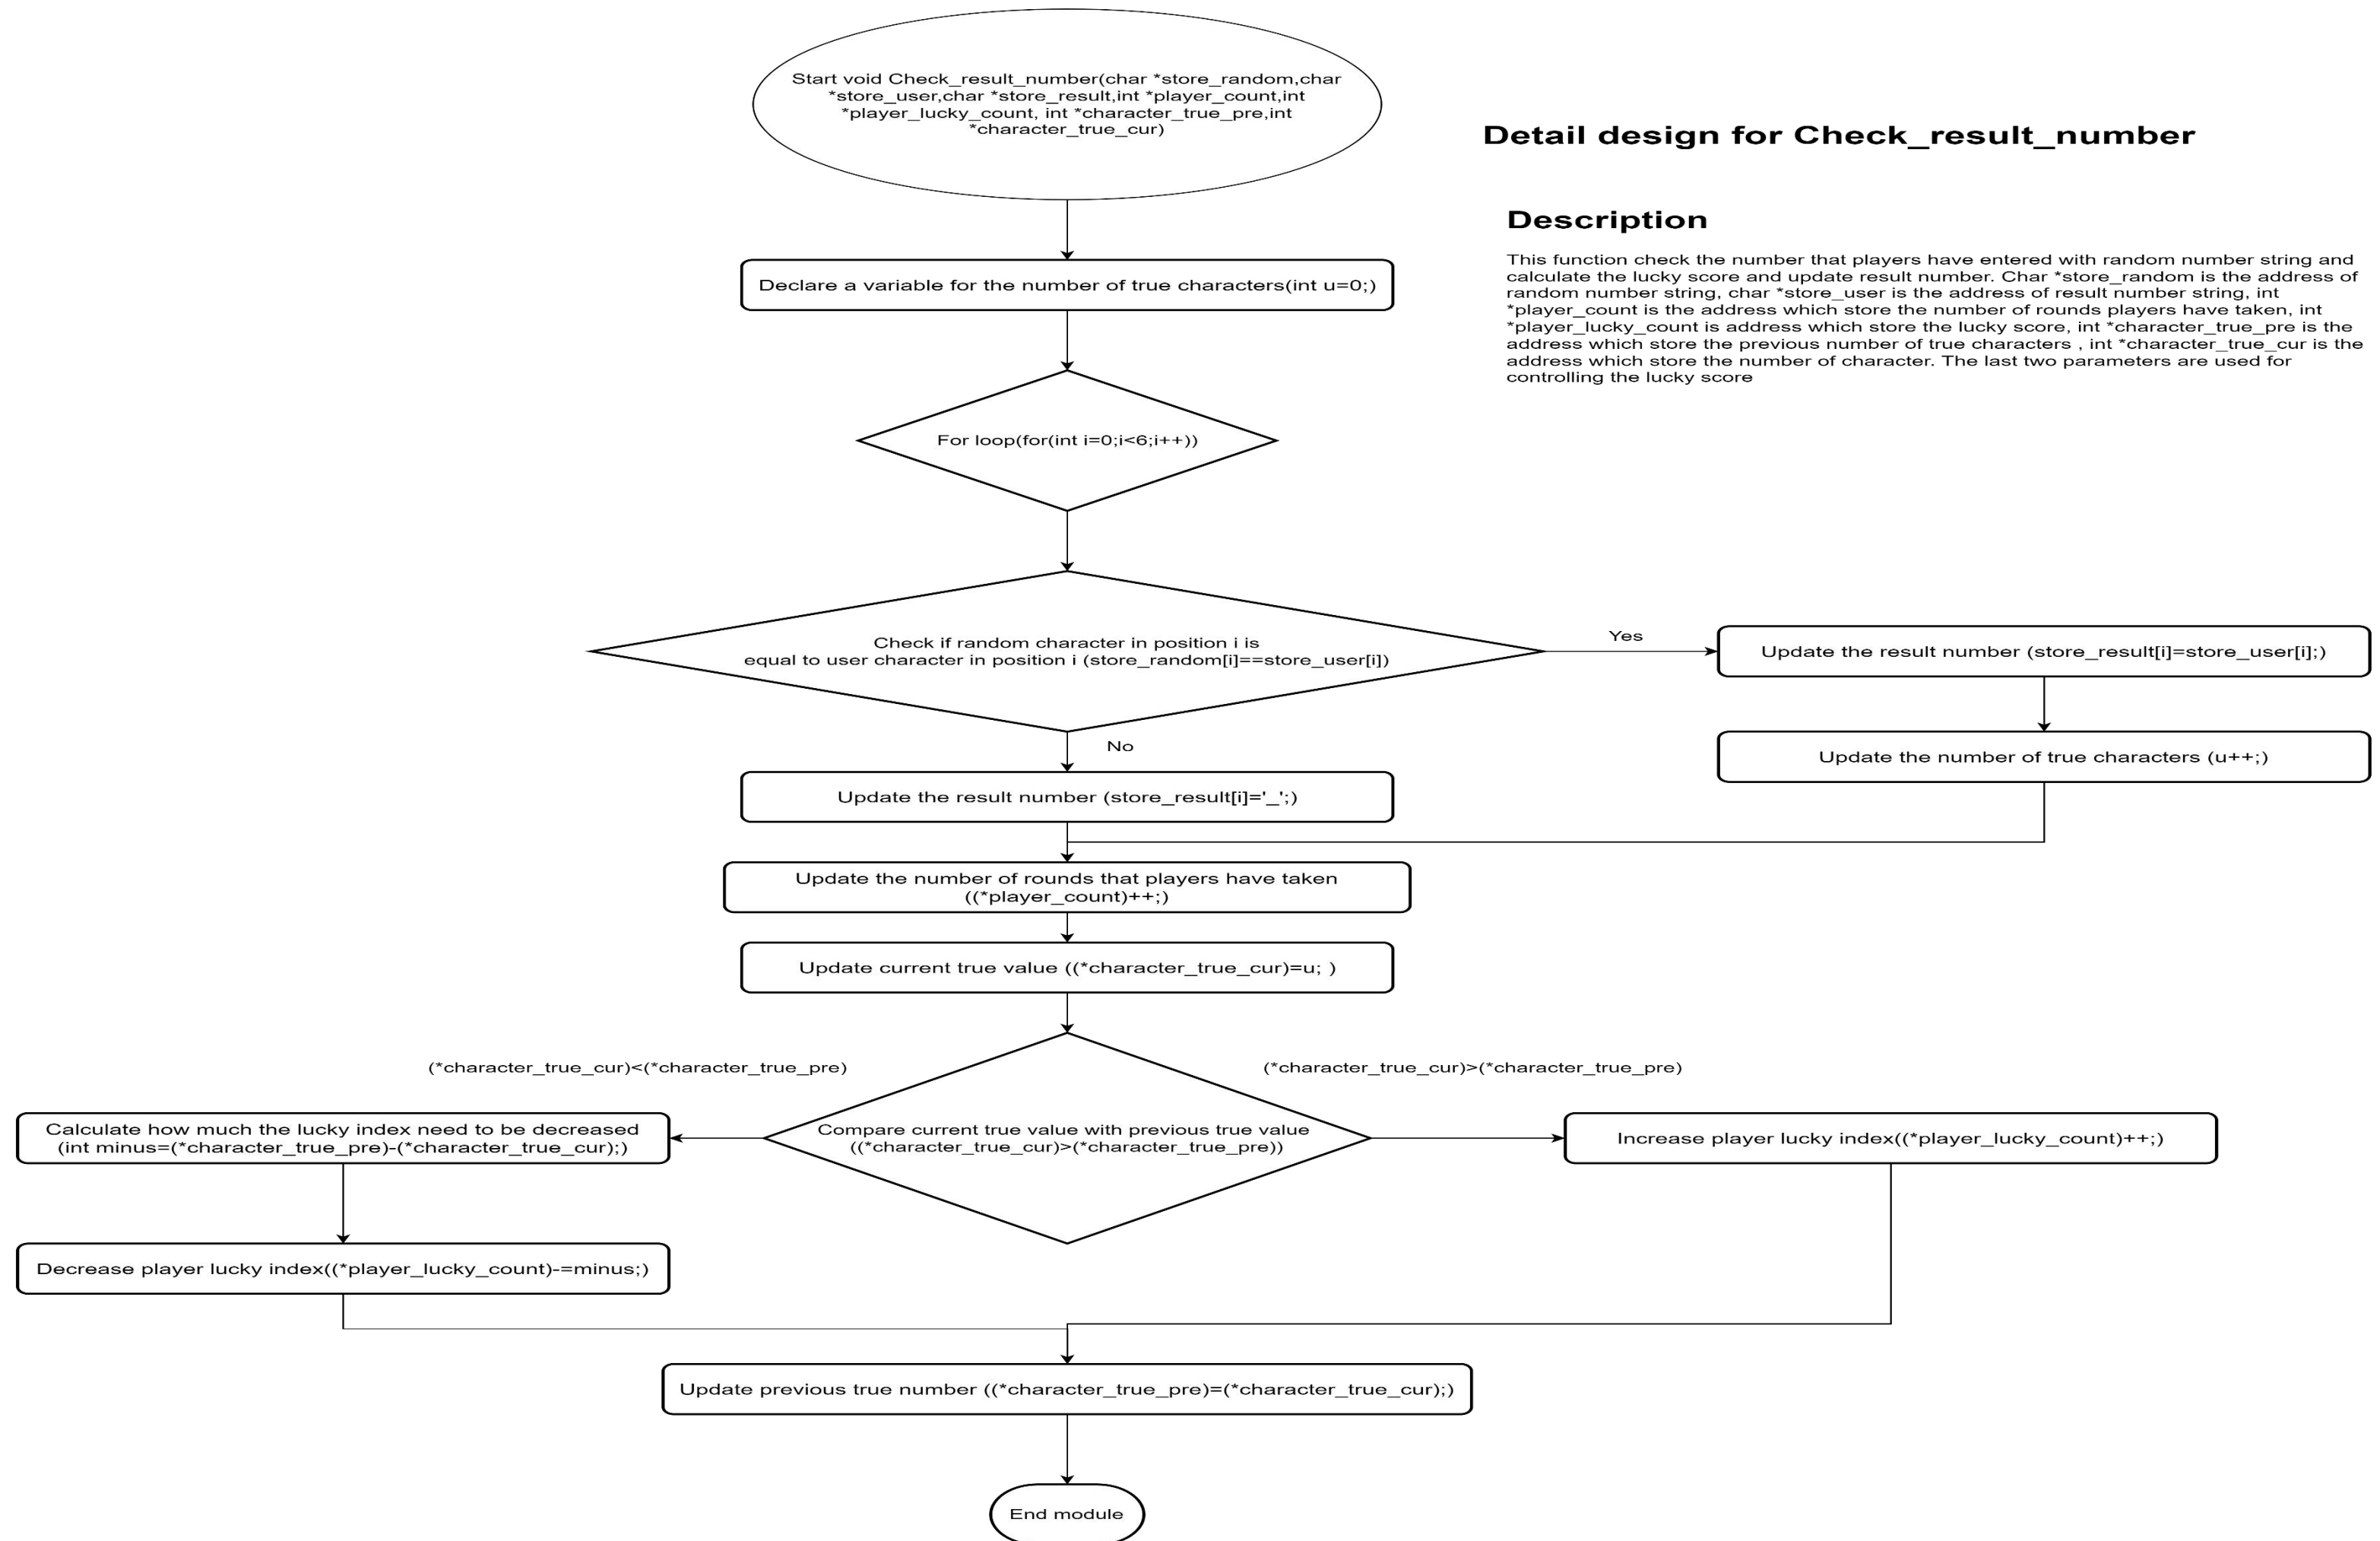 Start void Check_result_number(char *store_random,char
*store_user,char *store_result,int *player_count,int
*player_lucky_count, int *character_true_pre,int
*character_true_cur)
Detail design for Check_result_number
Description
This function check the number that players have entered with random number string and
calculate the lucky score and update result number. Char *store_random is the address of
random number string, char *store_user is the address of result number string, int
*player_count is the address which store the number of rounds players have taken, int
*player_lucky_count is address which store the lucky score, int *character_true_pre is the
address which store the previous number of true characters , int *character_true_cur is the
address which store the number of character. The last two parameters are used for
controlling the lucky score
Declare a variable for the number of true characters(int u=0;)
For loop(for(int i=0;i<6;i++))
Check if random character in position i is
equal to user character in position i (store_random[i]==store_user[i])
Yes
Update the result number (store_result[i]=store_user[i];)
Update the number of true characters (u++;)
No
Update the result number (store_result[i]='_';)
Update the number of rounds that players have taken
((*player_count)++;)
Update current true value ((*character_true_cur)=u; )
(*character_true_cur)<(*character_true_pre)
(*character_true_cur)>(*character_true_pre)
Compare current true value with previous true value
((*character_true_cur)>(*character_true_pre))
Calculate how much the lucky index need to be decreased
(int minus=(*character_true_pre)-(*character_true_cur);)
Increase player lucky index((*player_lucky_count)++;)
Decrease player lucky index((*player_lucky_count)-=minus;)
Update previous true number ((*character_true_pre)=(*character_true_cur);)
End module